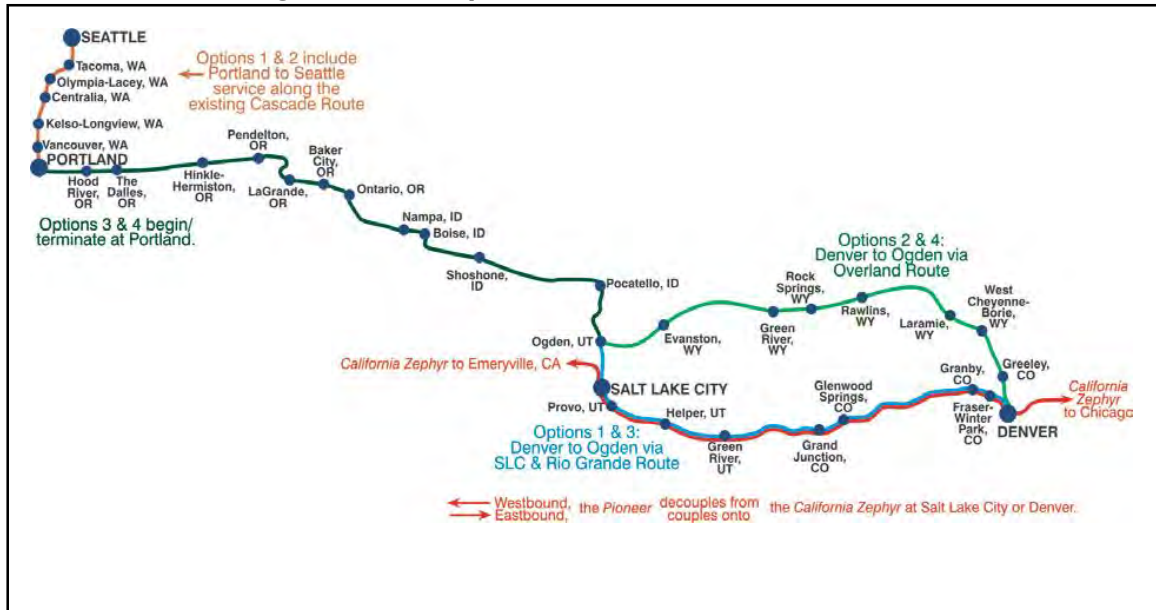 SEATTLE
Tacoma, WA
Olympia-Lacey, WA
Centralia, WA
Kelso-Longview, WA
Vancouver, WA
PORTLAND
Options 1 & 2 include
Portland to Seattle
service along the
existing Cascade Route
Hood
River,
OR
The
Dalles,
OR
Hinkle-
Hermiston,
OR
Pendelton,
OR
LaGrande,
OR
Baker
City,
OR
Ontario, OR
Options 3 & 4 begin/
terminate at Portland.
Nampa, ID
Boise, ID
Shoshone,
ID
Pocatello, ID
Ogden, UT
Options 2 & 4:
Denver to Ogden via
Overland Route
Evanston,
WY
Green
River,
WY
Rock
Springs,
WY
Rawlins,
WY
Laramie,
WY
West
Cheyenne-
Borie,
WY
Greeley,
CO
California Zephyr to Emeryville, CA
SALT LAKE CITY
Provo, UT
Helper, UT
Green
River,
UT
Grand
Junction,
CO
Glenwood
Springs,
CO
Granby,
CO
Fraser-
Winter
Park,
CO
DENVER
California
Zephyr
to Chicago
Options 1 & 3:
Denver to Ogden via
SLC & Rio Grande Route
Westbound, the Pioneer decouples from the California Zephyr at Salt Lake City or Denver.
Eastbound, couples onto